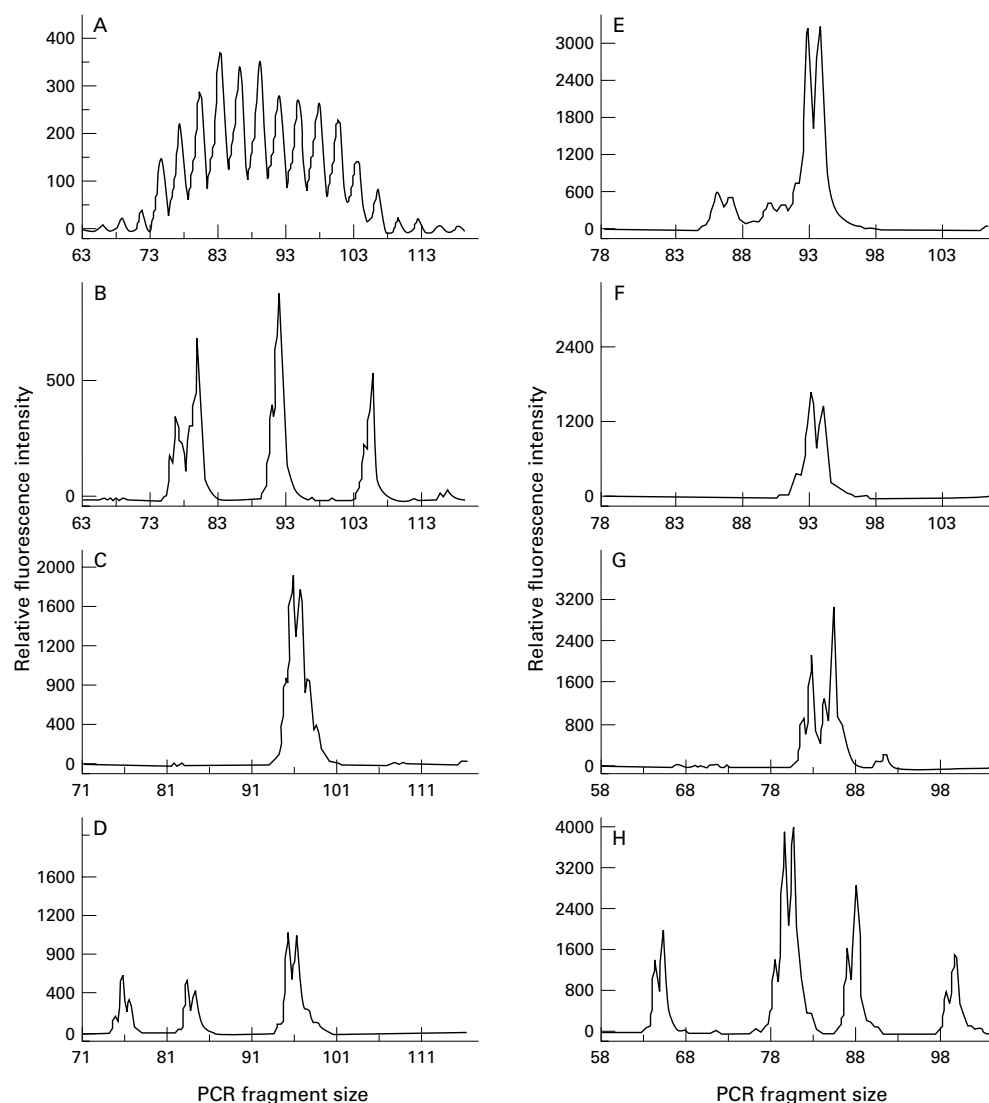 A
400
300
200
100
0
63 73 83 93 103 113
B
500
0
63 73 83 93 103 113
C
2000
1600
1200
900
400
0
71 81 91 101 111
D
1600
1200
900
400
0
71 81 91 101 111
Relative fluorescence intensity
PCR fragment size
E
3000
2400
1800
1200
600
0
78 83 88 93 98 103
F
2400
1200
0
78 83 88 93 98 103
G
3200
2400
1600
800
0
58 68 78 88 98
H
4000
3200
2400
1600
800
0
58 68 78 88 98
Relative fluorescence intensity
PCR fragment size